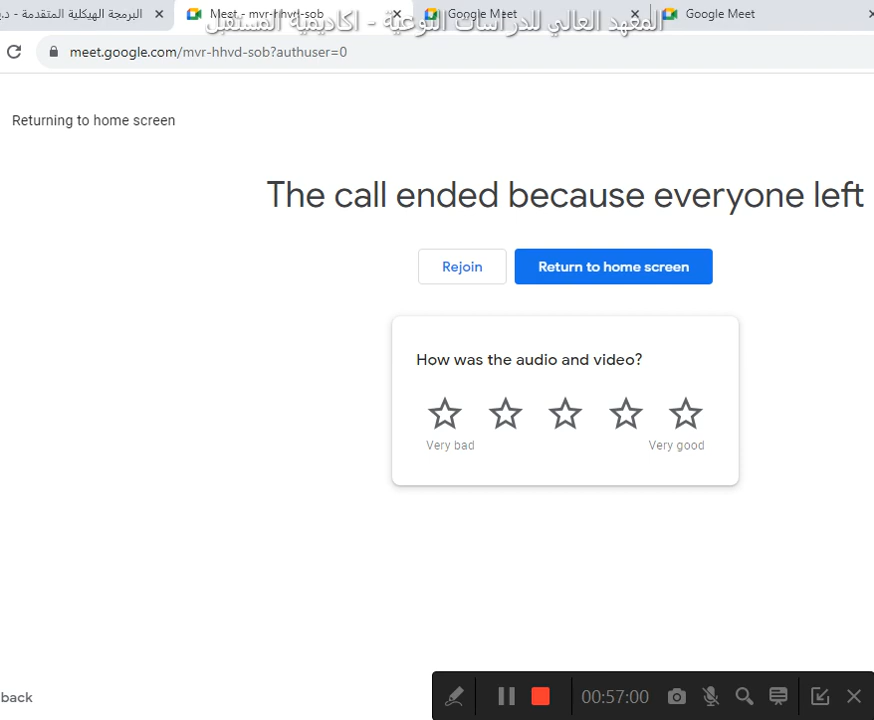 البرمجة الهيكلية المتقدمة - د.
Meet - mvr-hhvd-sob
Google Meet
Google Meet
المعهد العالي للدراسات النوعية - اكاديمية المستقبل
meet.google.com/mvr-hhvd-sob?authuser=0
Returning to home screen
The call ended because everyone left
Rejoin
Return to home screen
How was the audio and video?
Very bad
Very good
back
00:57:00